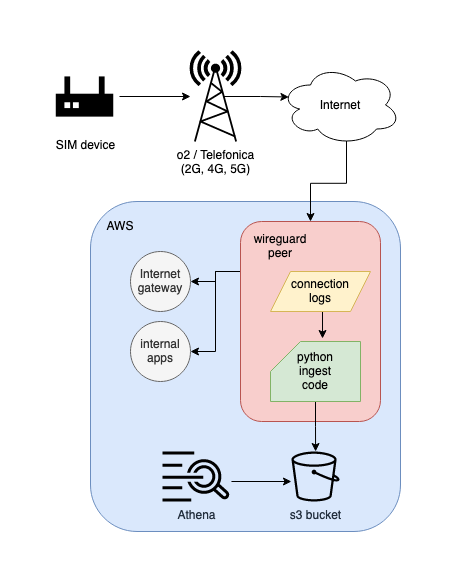 Internet
SIM device
o2 / Telefonica
(2G, 4G, 5G)
AWS
wireguard
peer
Internet
gateway
connection
logs
internal
apps
python
ingest
code
Athena
s3 bucket